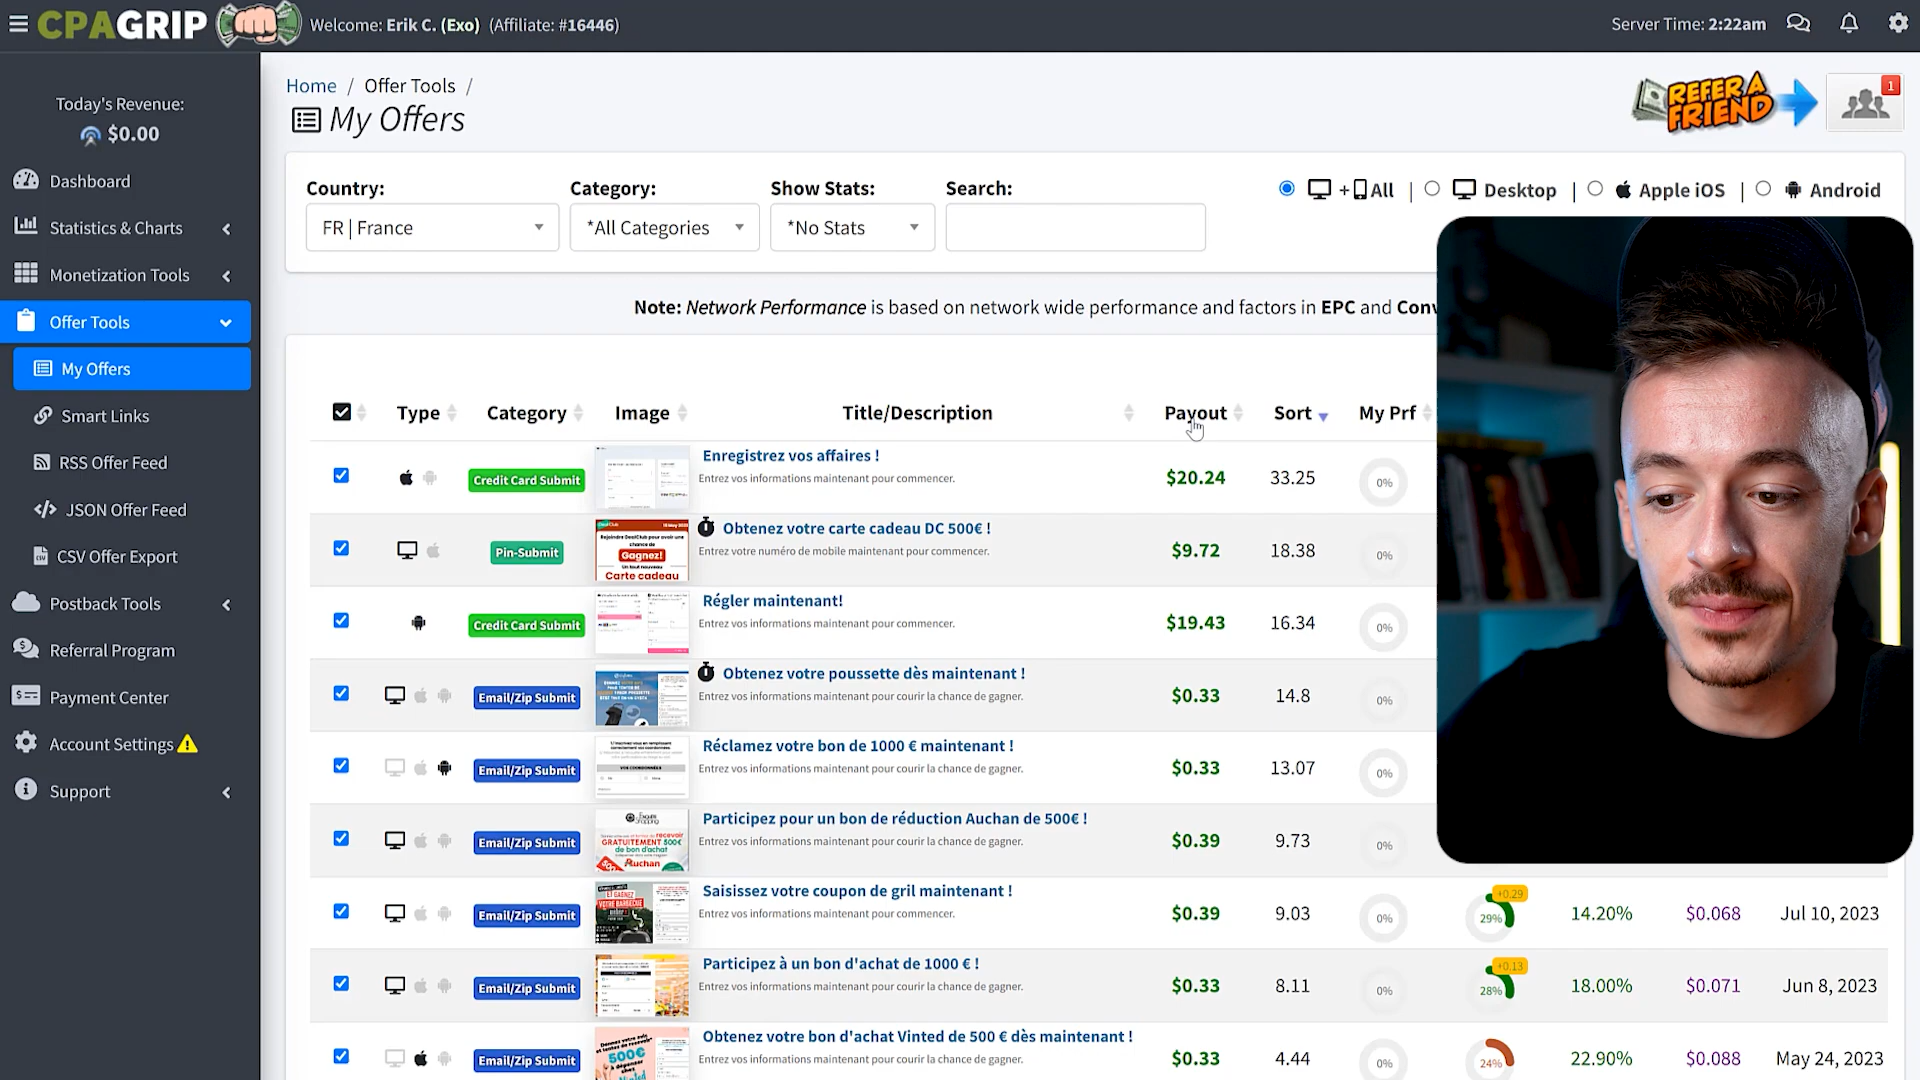 CPAGRIP
Welcome: Erik C. (Exo) (Affiliate: #16446)
Server Time: 2:22am
Today's Revenue:
$0.00
Dashboard
Statistics & Charts
Monetization Tools
Offer Tools
My Offers
Smart Links
RSS Offer Feed
JSON Offer Feed
CSV Offer Export
Postback Tools
Referral Program
Payment Center
Account Settings
Support
Home / Offer Tools /
My Offers
REFER A FRIEND
1
Country: Category: Show Stats: Search:
FR | France *All Categories *No Stats
+ All | Desktop | Apple iOS | Android
Note: Network Performance is based on network wide performance and factors in EPC and Conv
Type Category Image Title/Description Payout Sort My Prf
Credit Card Submit Enregistrez vos affaires ! $20.24 33.25 0%
Entrez vos informations maintenant pour commencer.
Pin-Submit Obtenez votre carte cadeau DC 500€ ! $9.72 18.38 0%
Entrez votre numéro de mobile maintenant pour commencer.
Gagnez!
Carte cadeau
Credit Card Submit Régler maintenant! $19.43 16.34 0%
Entrez vos informations maintenant pour commencer.
Email/Zip Submit Obtenez votre poussette dès maintenant ! $0.33 14.8 0%
Entrez vos informations maintenant pour courir la chance de gagner.
Email/Zip Submit Réclamez votre bon de 1000 € maintenant ! $0.33 13.07 0%
Entrez vos informations maintenant pour courir la chance de gagner.
Email/Zip Submit Participez pour un bon de réduction Auchan de 500€ ! $0.39 9.73 0%
Entrez vos informations maintenant pour courir la chance de gagner.
GRATUITEMENT 500€
de bon d'achat
Auchan
Email/Zip Submit Saisissez votre coupon de gril maintenant ! $0.39 9.03 0% +0.29 29% 14.20% $0.068 Jul 10, 2023
Entrez vos informations maintenant pour commencer.
Email/Zip Submit Participez à un bon d'achat de 1000 € ! $0.33 8.11 0% +0.13 28% 18.00% $0.071 Jun 8, 2023
Entrez vos informations maintenant pour courir la chance de gagner.
Email/Zip Submit Obtenez votre bon d'achat Vinted de 500 € dès maintenant ! $0.33 4.44 0% 24% 22.90% $0.088 May 24, 2023
Entrez vos informations maintenant pour courir la chance de gagner.
500€